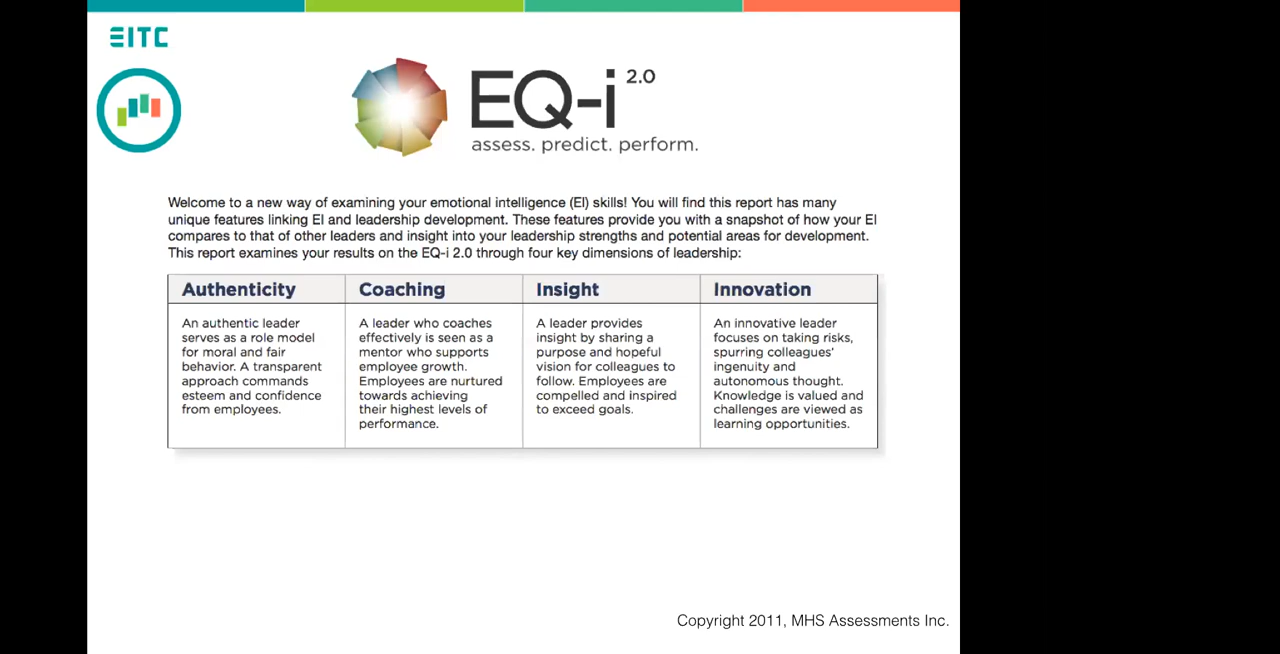 EITC
EQ-i 2.0
assess. predict. perform.
Welcome to a new way of examining your emotional intelligence (EI) skills! You will find this report has many
unique features linking EI and leadership development. These features provide you with a snapshot of how your EI
compares to that of other leaders and insight into your leadership strengths and potential areas for development.
This report examines your results on the EQ-i 2.0 through four key dimensions of leadership:
Authenticity
An authentic leader
serves as a role model
for moral and fair
behavior. A transparent
approach commands
esteem and confidence
from employees.
Coaching
A leader who coaches
effectively is seen as a
mentor who supports
employee growth.
Employees are nurtured
towards achieving
their highest levels of
performance.
Insight
A leader provides
insight by sharing a
purpose and hopeful
vision for colleagues to
follow. Employees are
compelled and inspired
to exceed goals.
Innovation
An innovative leader
focuses on taking risks,
spurring colleagues’
ingenuity and
autonomous thought.
Knowledge is valued and
challenges are viewed as
learning opportunities.
Copyright 2011, MHS Assessments Inc.